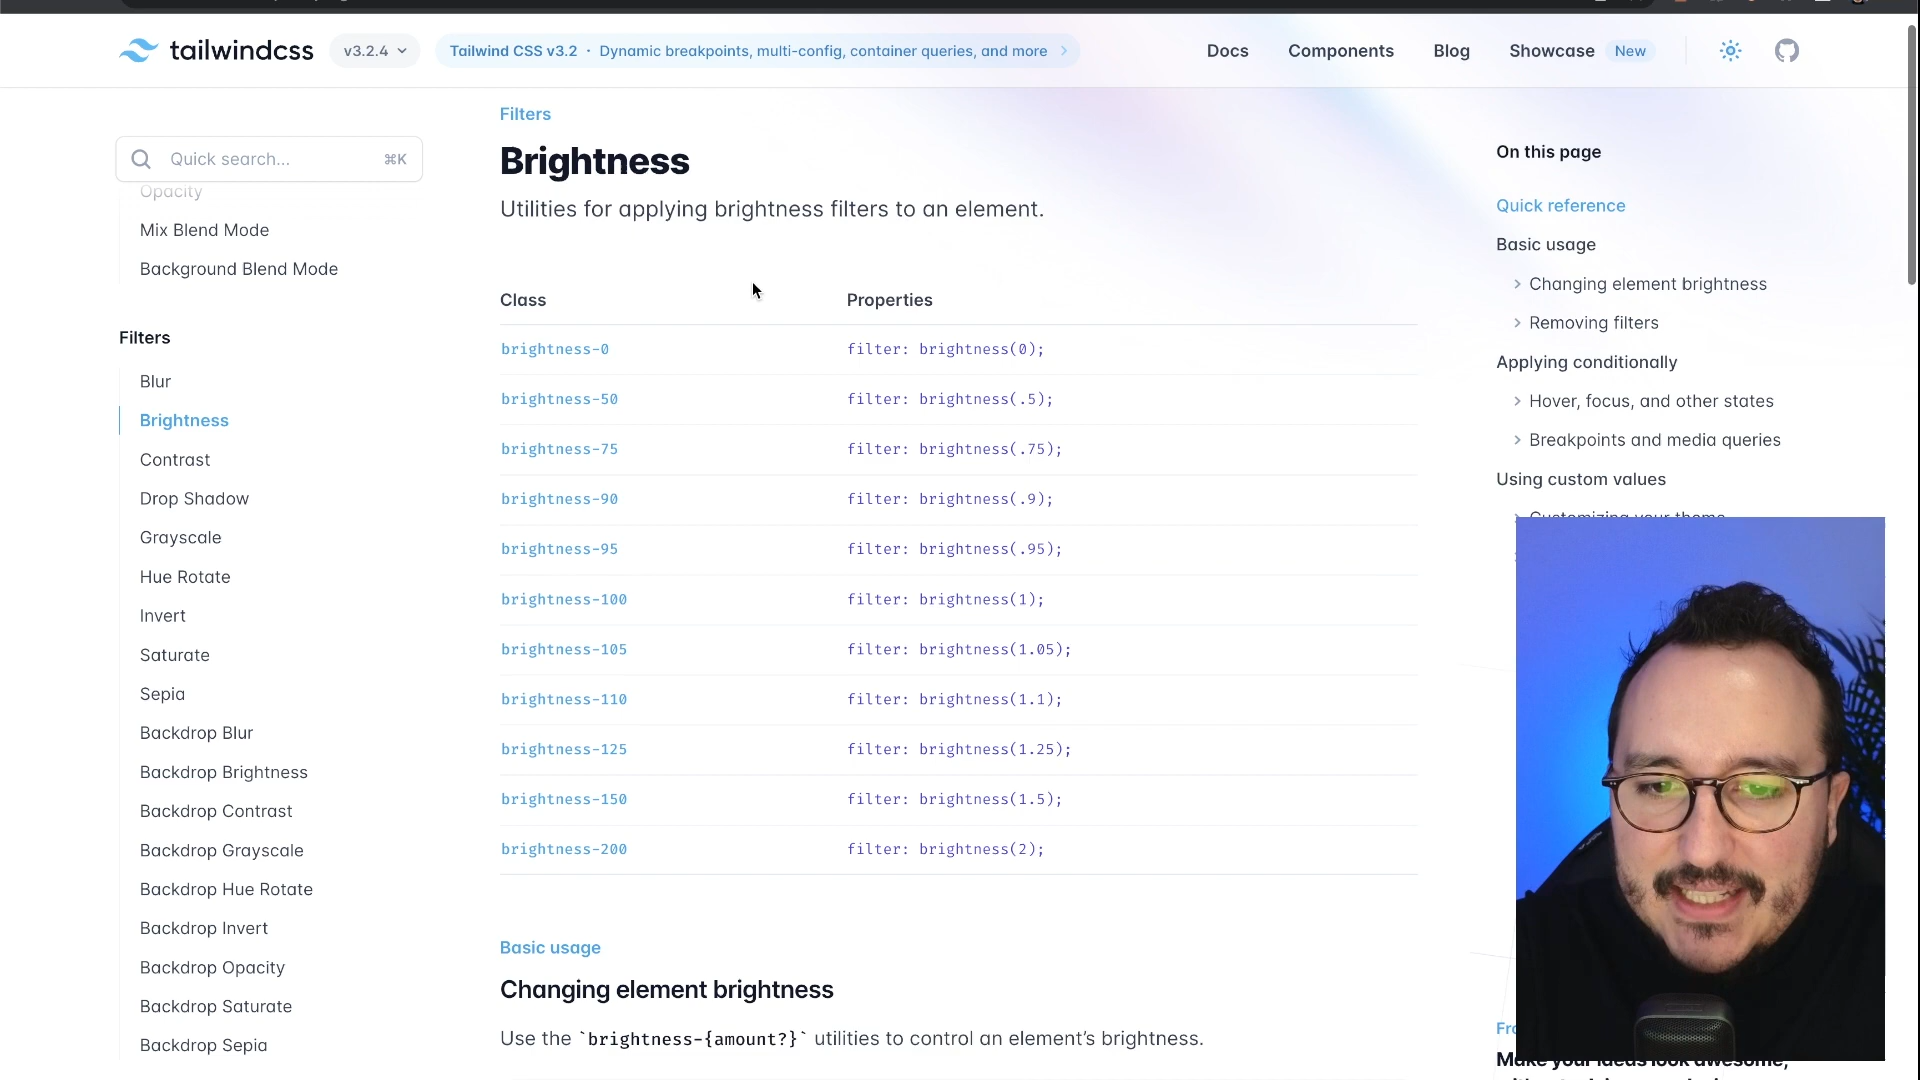 tailwindcss
v3.2.4
Tailwind CSS v3.2 · Dynamic breakpoints, multi-config, container queries, and more
Docs
Components
Blog
Showcase
New
Quick search...
⌘K
Opacity
Mix Blend Mode
Background Blend Mode
Filters
Blur
Brightness
Contrast
Drop Shadow
Grayscale
Hue Rotate
Invert
Saturate
Sepia
Backdrop Blur
Backdrop Brightness
Backdrop Contrast
Backdrop Grayscale
Backdrop Hue Rotate
Backdrop Invert
Backdrop Opacity
Backdrop Saturate
Backdrop Sepia
Filters
Brightness
Utilities for applying brightness filters to an element.
Class Properties
brightness-0 filter: brightness(0);
brightness-50 filter: brightness(.5);
brightness-75 filter: brightness(.75);
brightness-90 filter: brightness(.9);
brightness-95 filter: brightness(.95);
brightness-100 filter: brightness(1);
brightness-105 filter: brightness(1.05);
brightness-110 filter: brightness(1.1);
brightness-125 filter: brightness(1.25);
brightness-150 filter: brightness(1.5);
brightness-200 filter: brightness(2);
Basic usage
Changing element brightness
Use the `brightness-{amount?}` utilities to control an element's brightness.
On this page
Quick reference
Basic usage
Changing element brightness
Removing filters
Applying conditionally
Hover, focus, and other states
Breakpoints and media queries
Using custom values
Customizing your theme
Make your ideas look awesome,